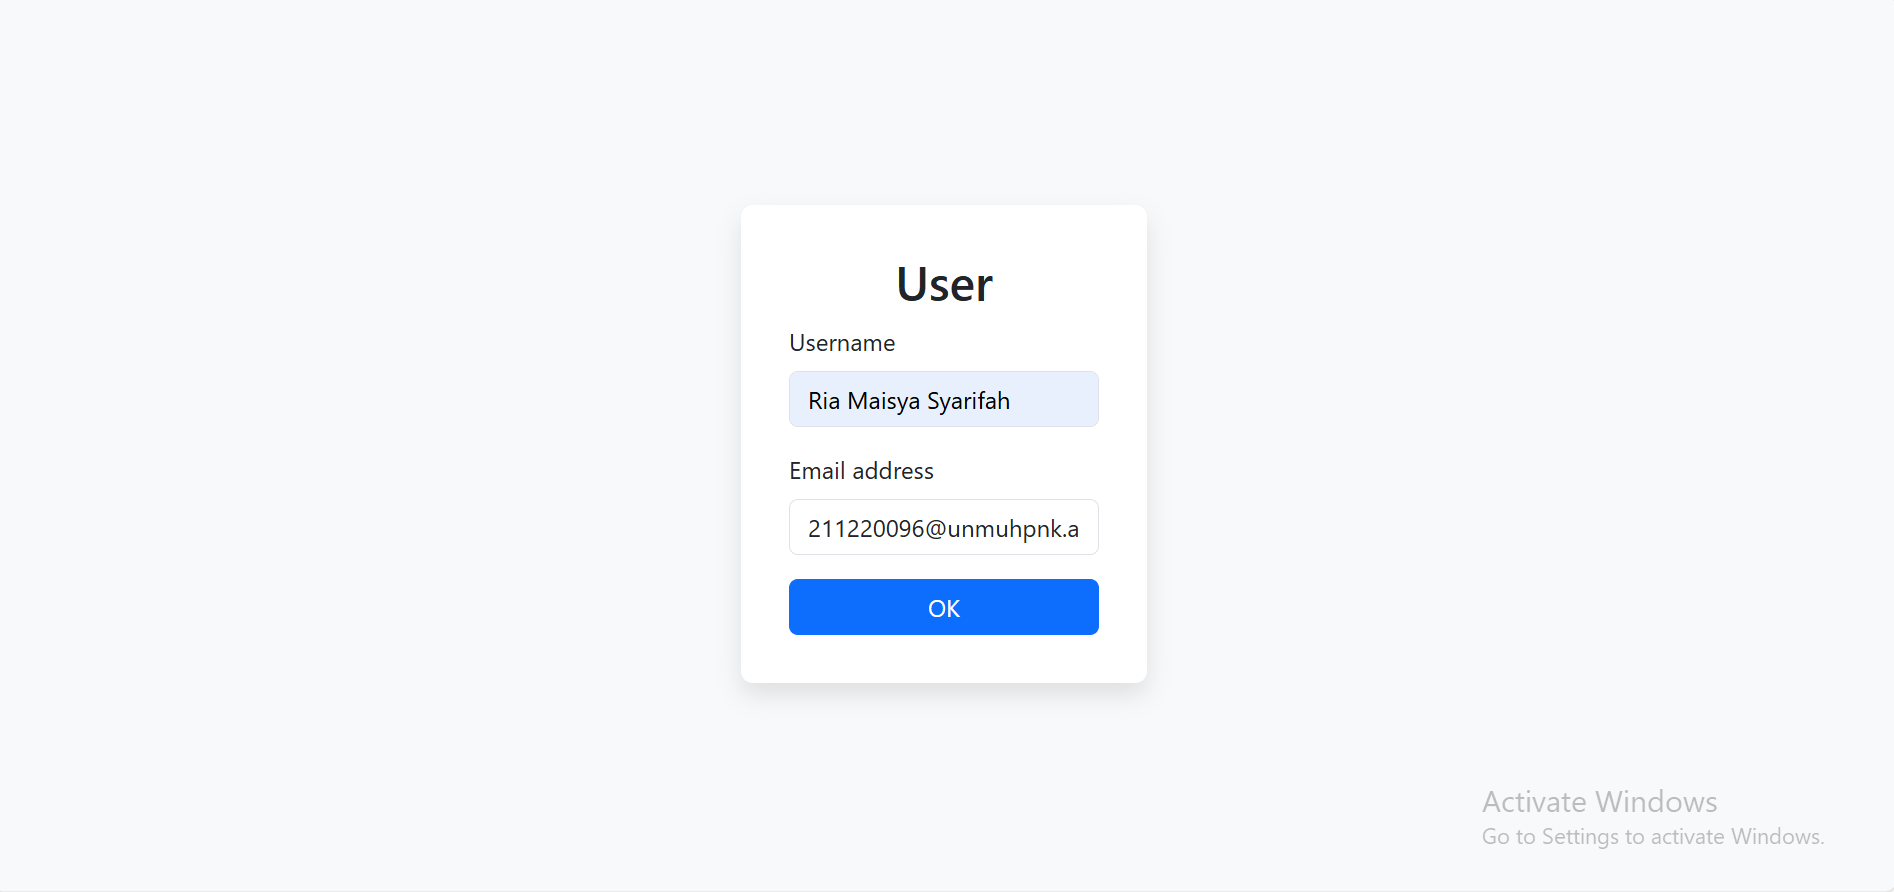 User
Username
Ria Maisya Syarifah
Email address
211220096@unmuhpnk.a
OK
Activate Windows
Go to Settings to activate Windows.